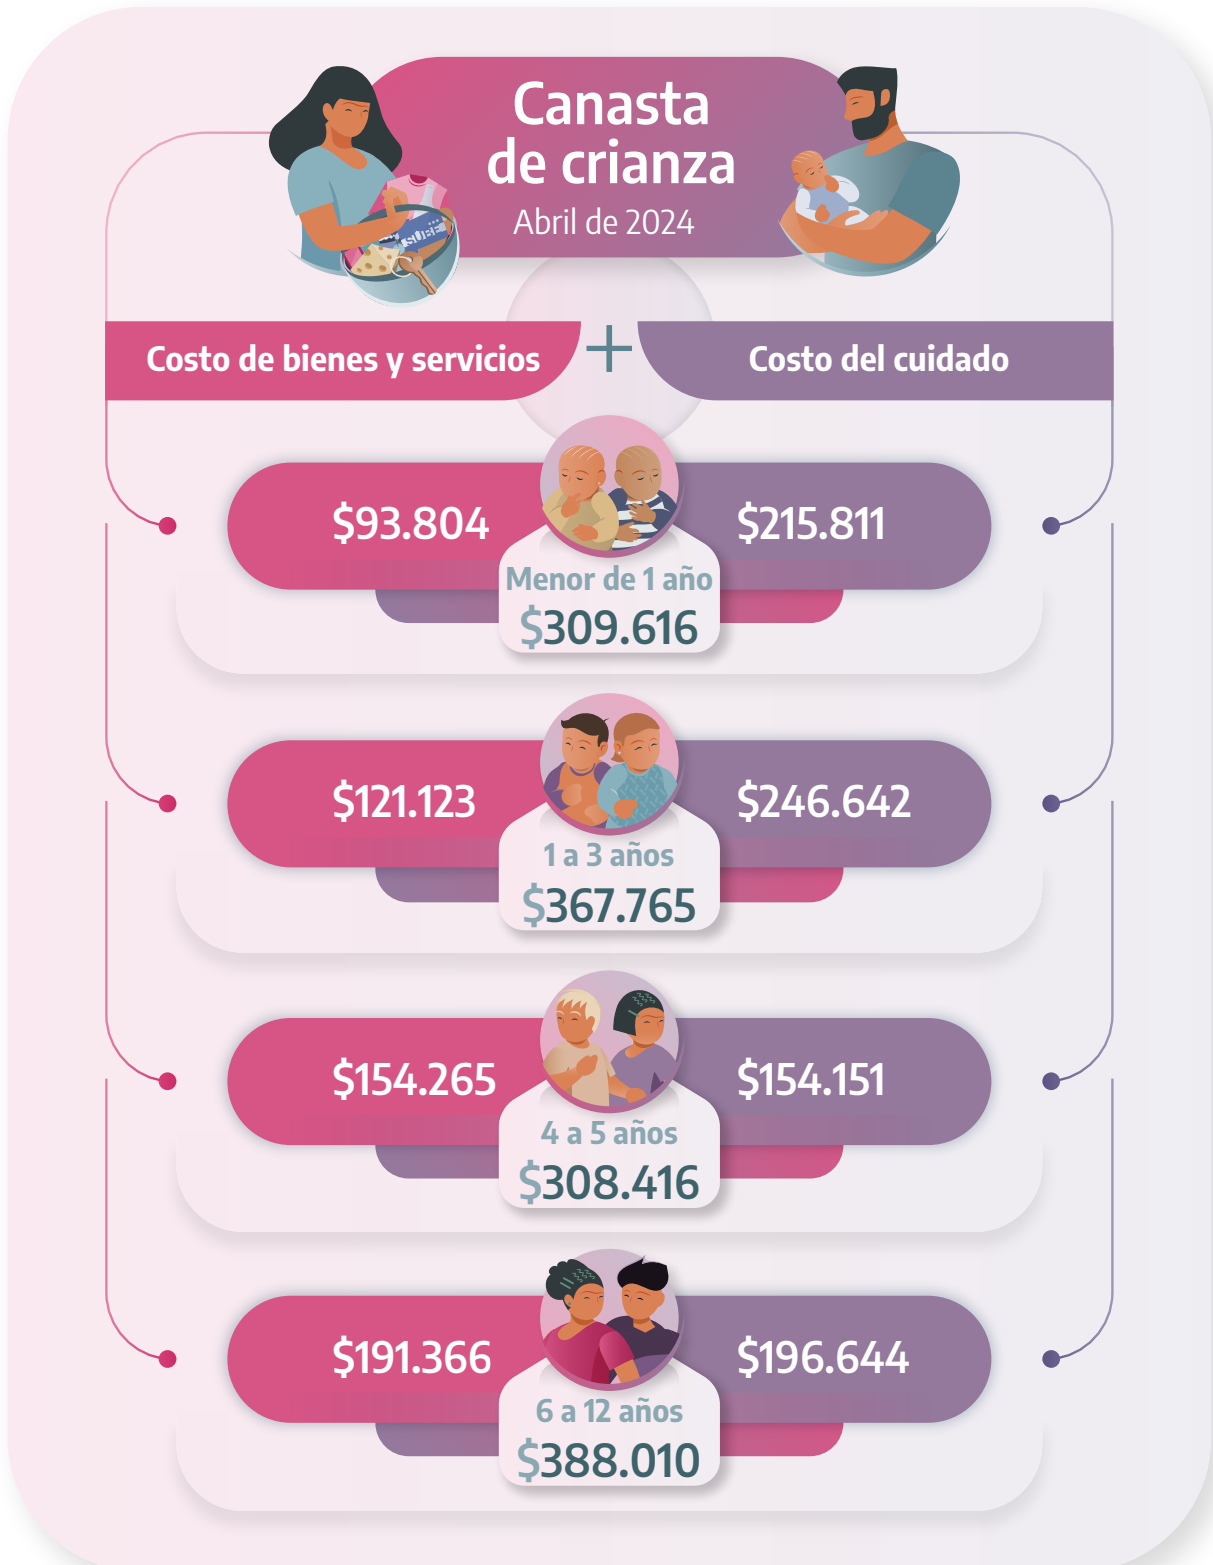 Canasta
de crianza
Abril de 2024
SUBE
Costo de bienes y servicios + Costo del cuidado
$93.804 $215.811
Menor de 1 año
$309.616
$121.123 $246.642
1 a 3 años
$367.765
$154.265 $154.151
4 a 5 años
$308.416
$191.366 $196.644
6 a 12 años
$388.010